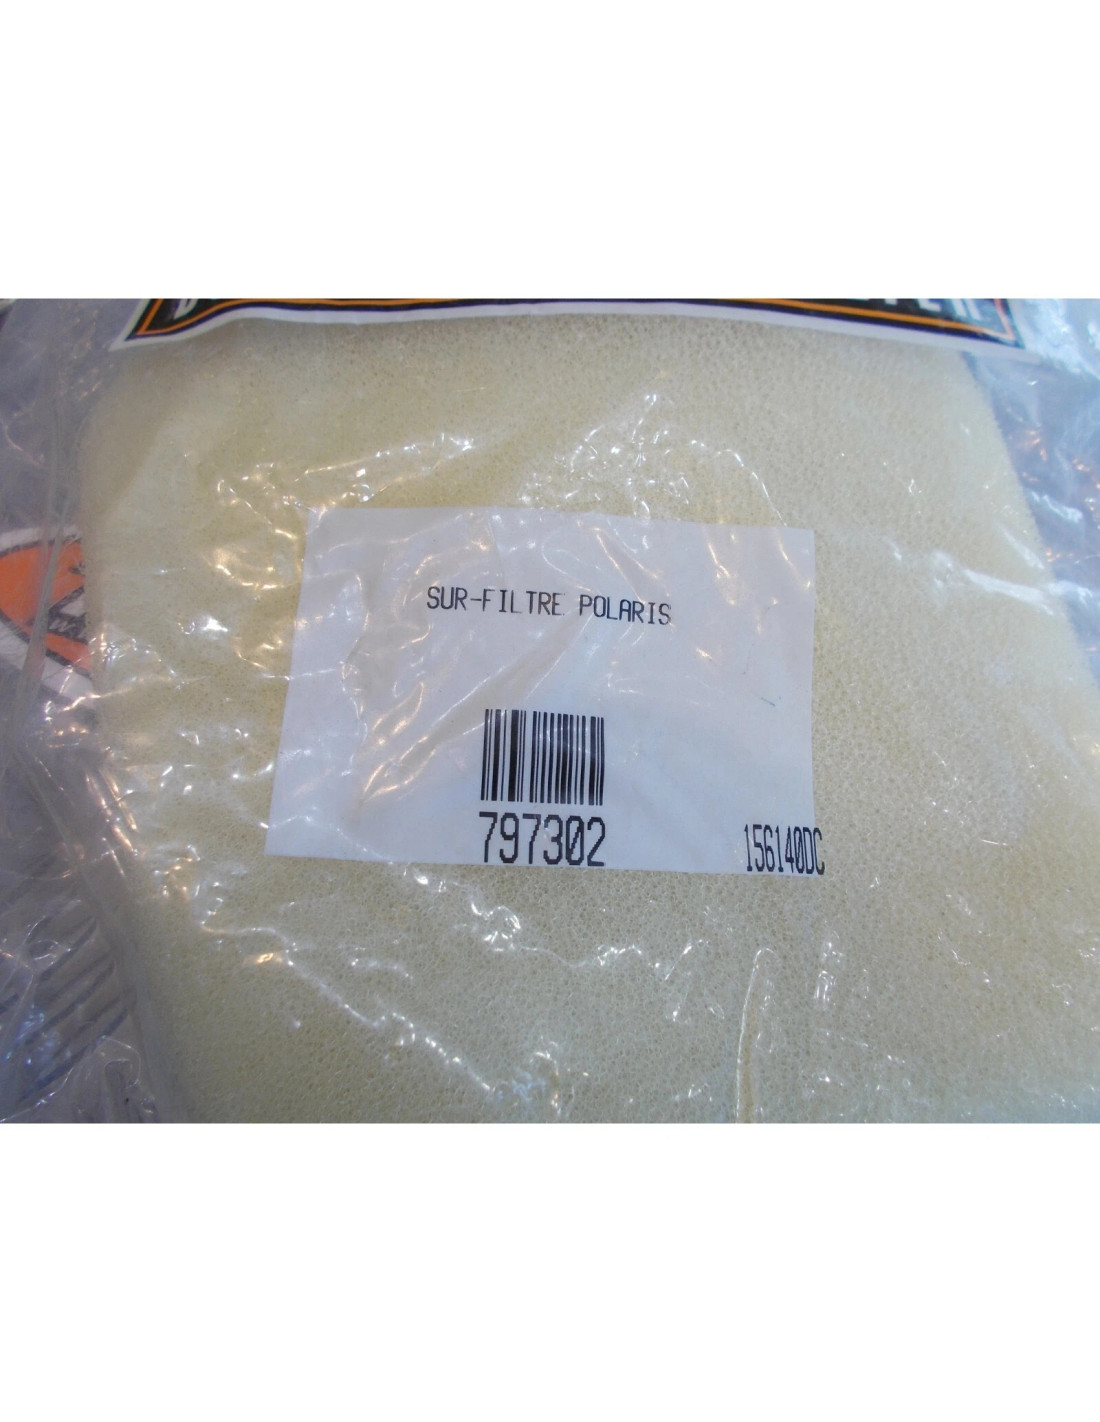 SUR-FILTRE POLARIS
797302
156140DC